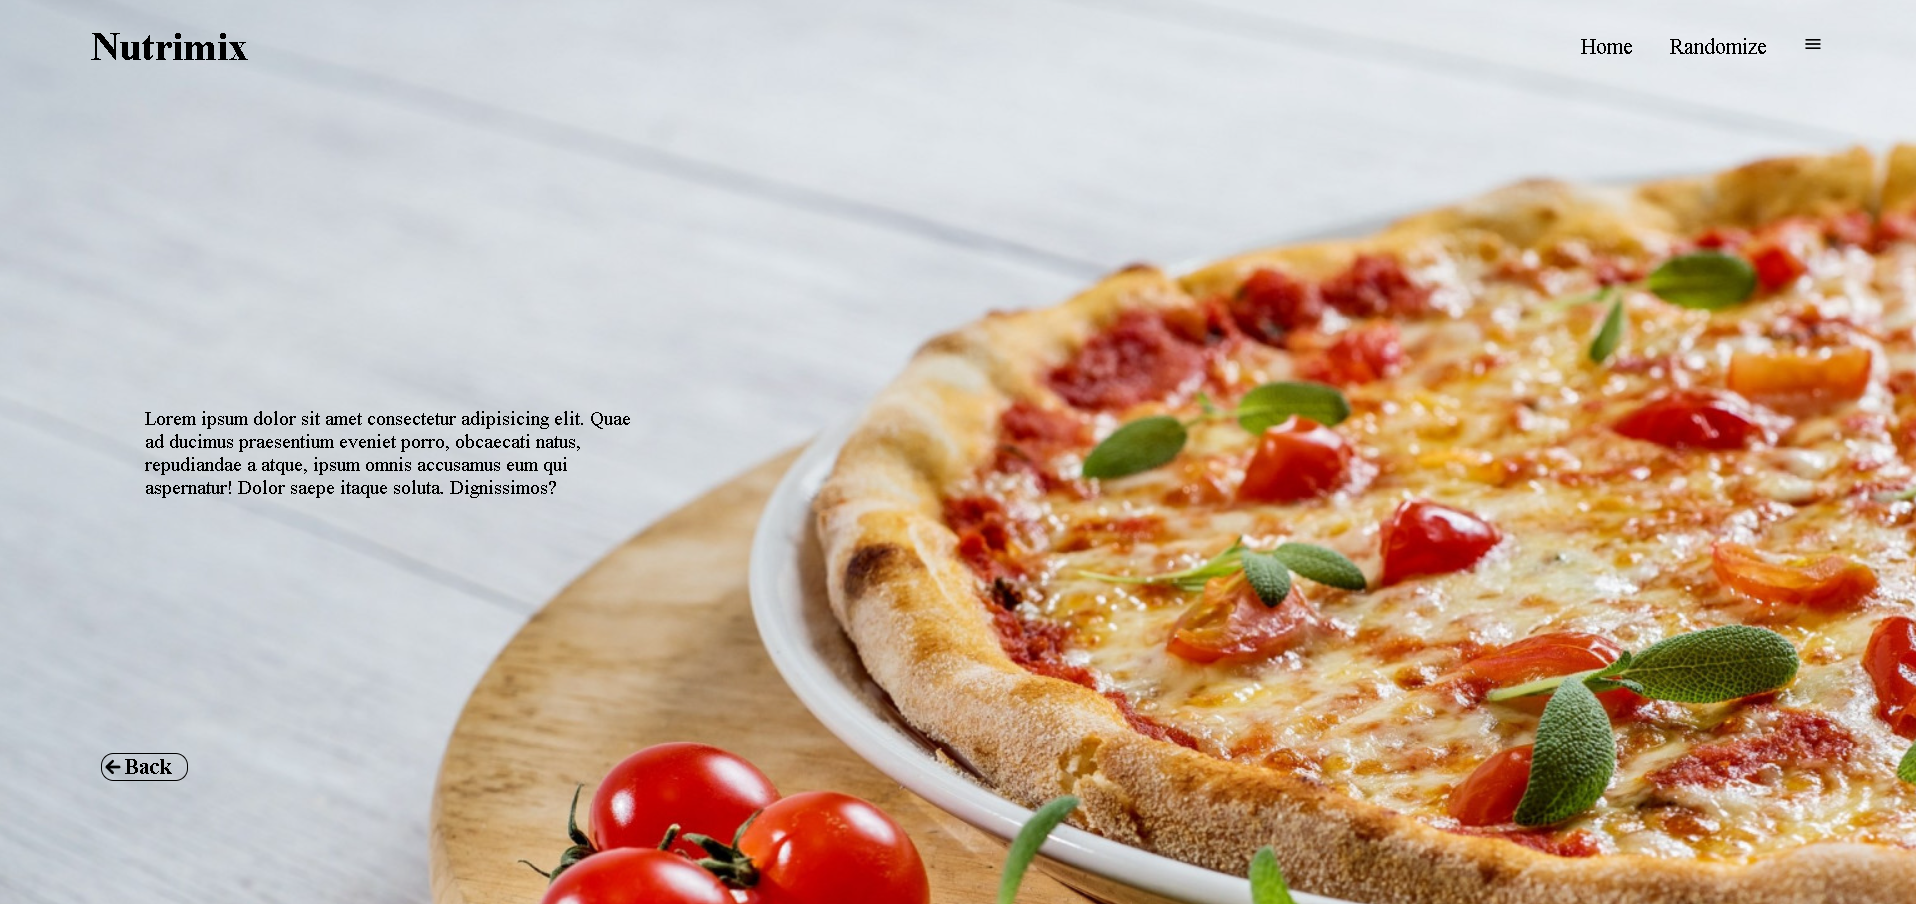 Nutrimix
Home
Randomize
Lorem ipsum dolor sit amet consectetur adipisicing elit. Quae
ad ducimus praesentium eveniet porro, obcaecati natus,
repudiandae a atque, ipsum omnis accusamus eum qui
aspernatur! Dolor saepe itaque soluta. Dignissimos?
Back